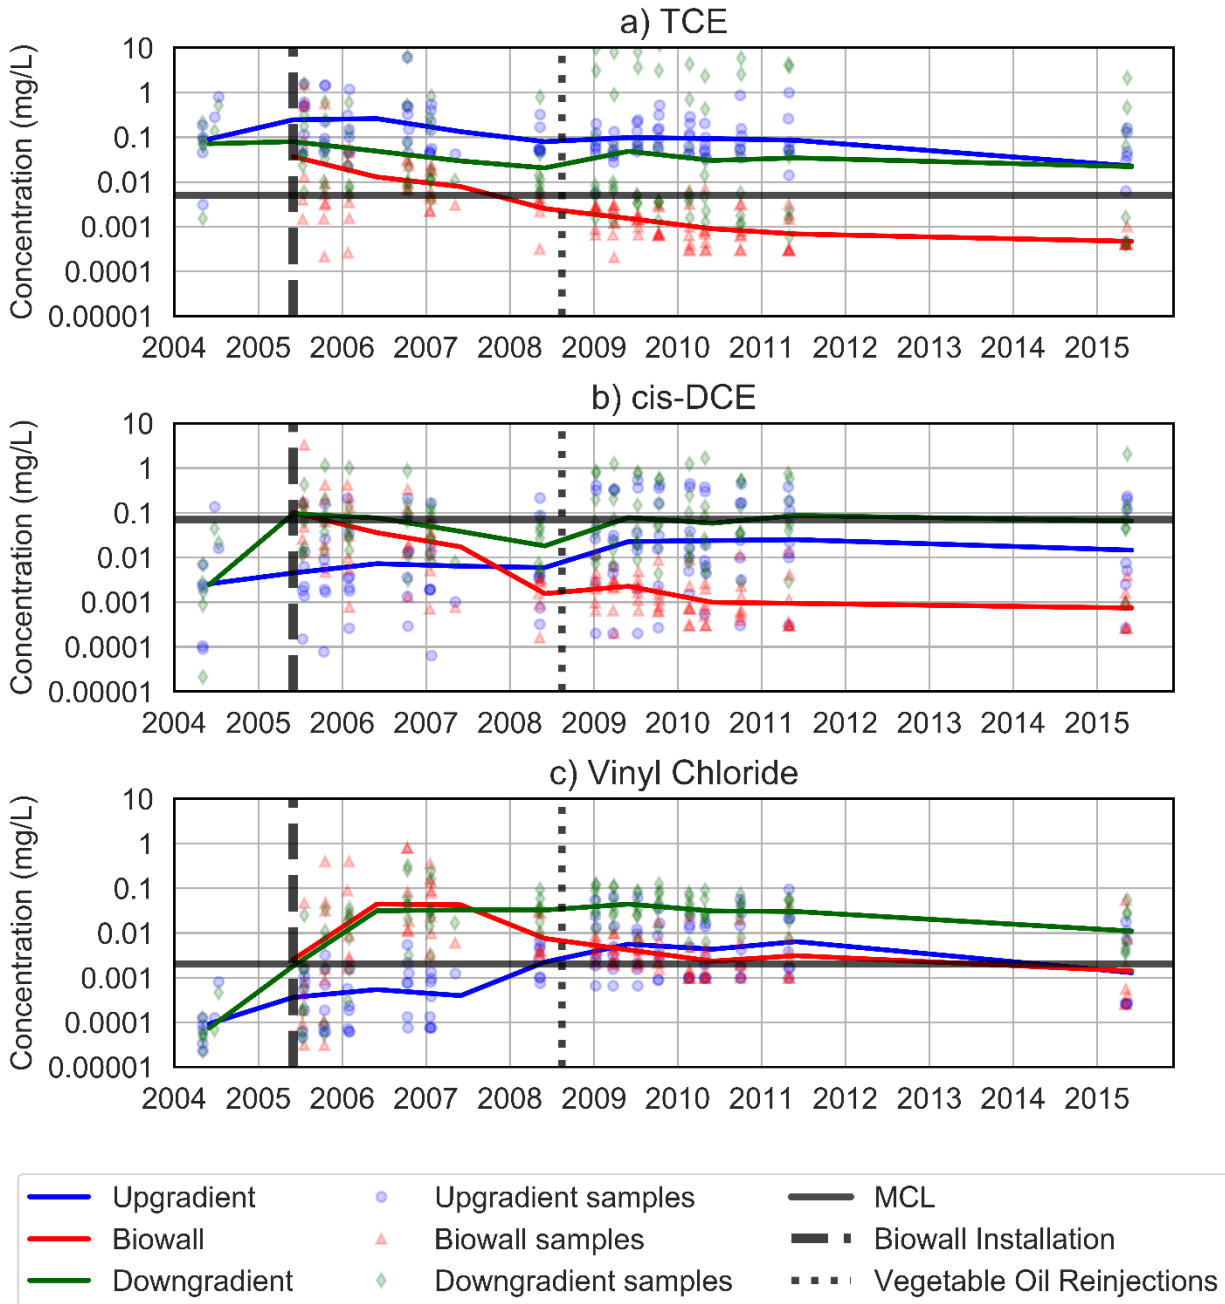 a) TCE
Concentration (mg/L)
10
1
0.1
0.01
0.001
0.0001
0.00001
2004 2005 2006 2007 2008 2009 2010 2011 2012 2013 2014 2015
b) cis-DCE
Concentration (mg/L)
10
1
0.1
0.01
0.001
0.0001
0.00001
2004 2005 2006 2007 2008 2009 2010 2011 2012 2013 2014 2015
c) Vinyl Chloride
Concentration (mg/L)
10
1
0.1
0.01
0.001
0.0001
0.00001
2004 2005 2006 2007 2008 2009 2010 2011 2012 2013 2014 2015
Upgradient Upgradient samples MCL
Biowall Biowall samples Biowall Installation
Downgradient Downgradient samples Vegetable Oil Reinjections